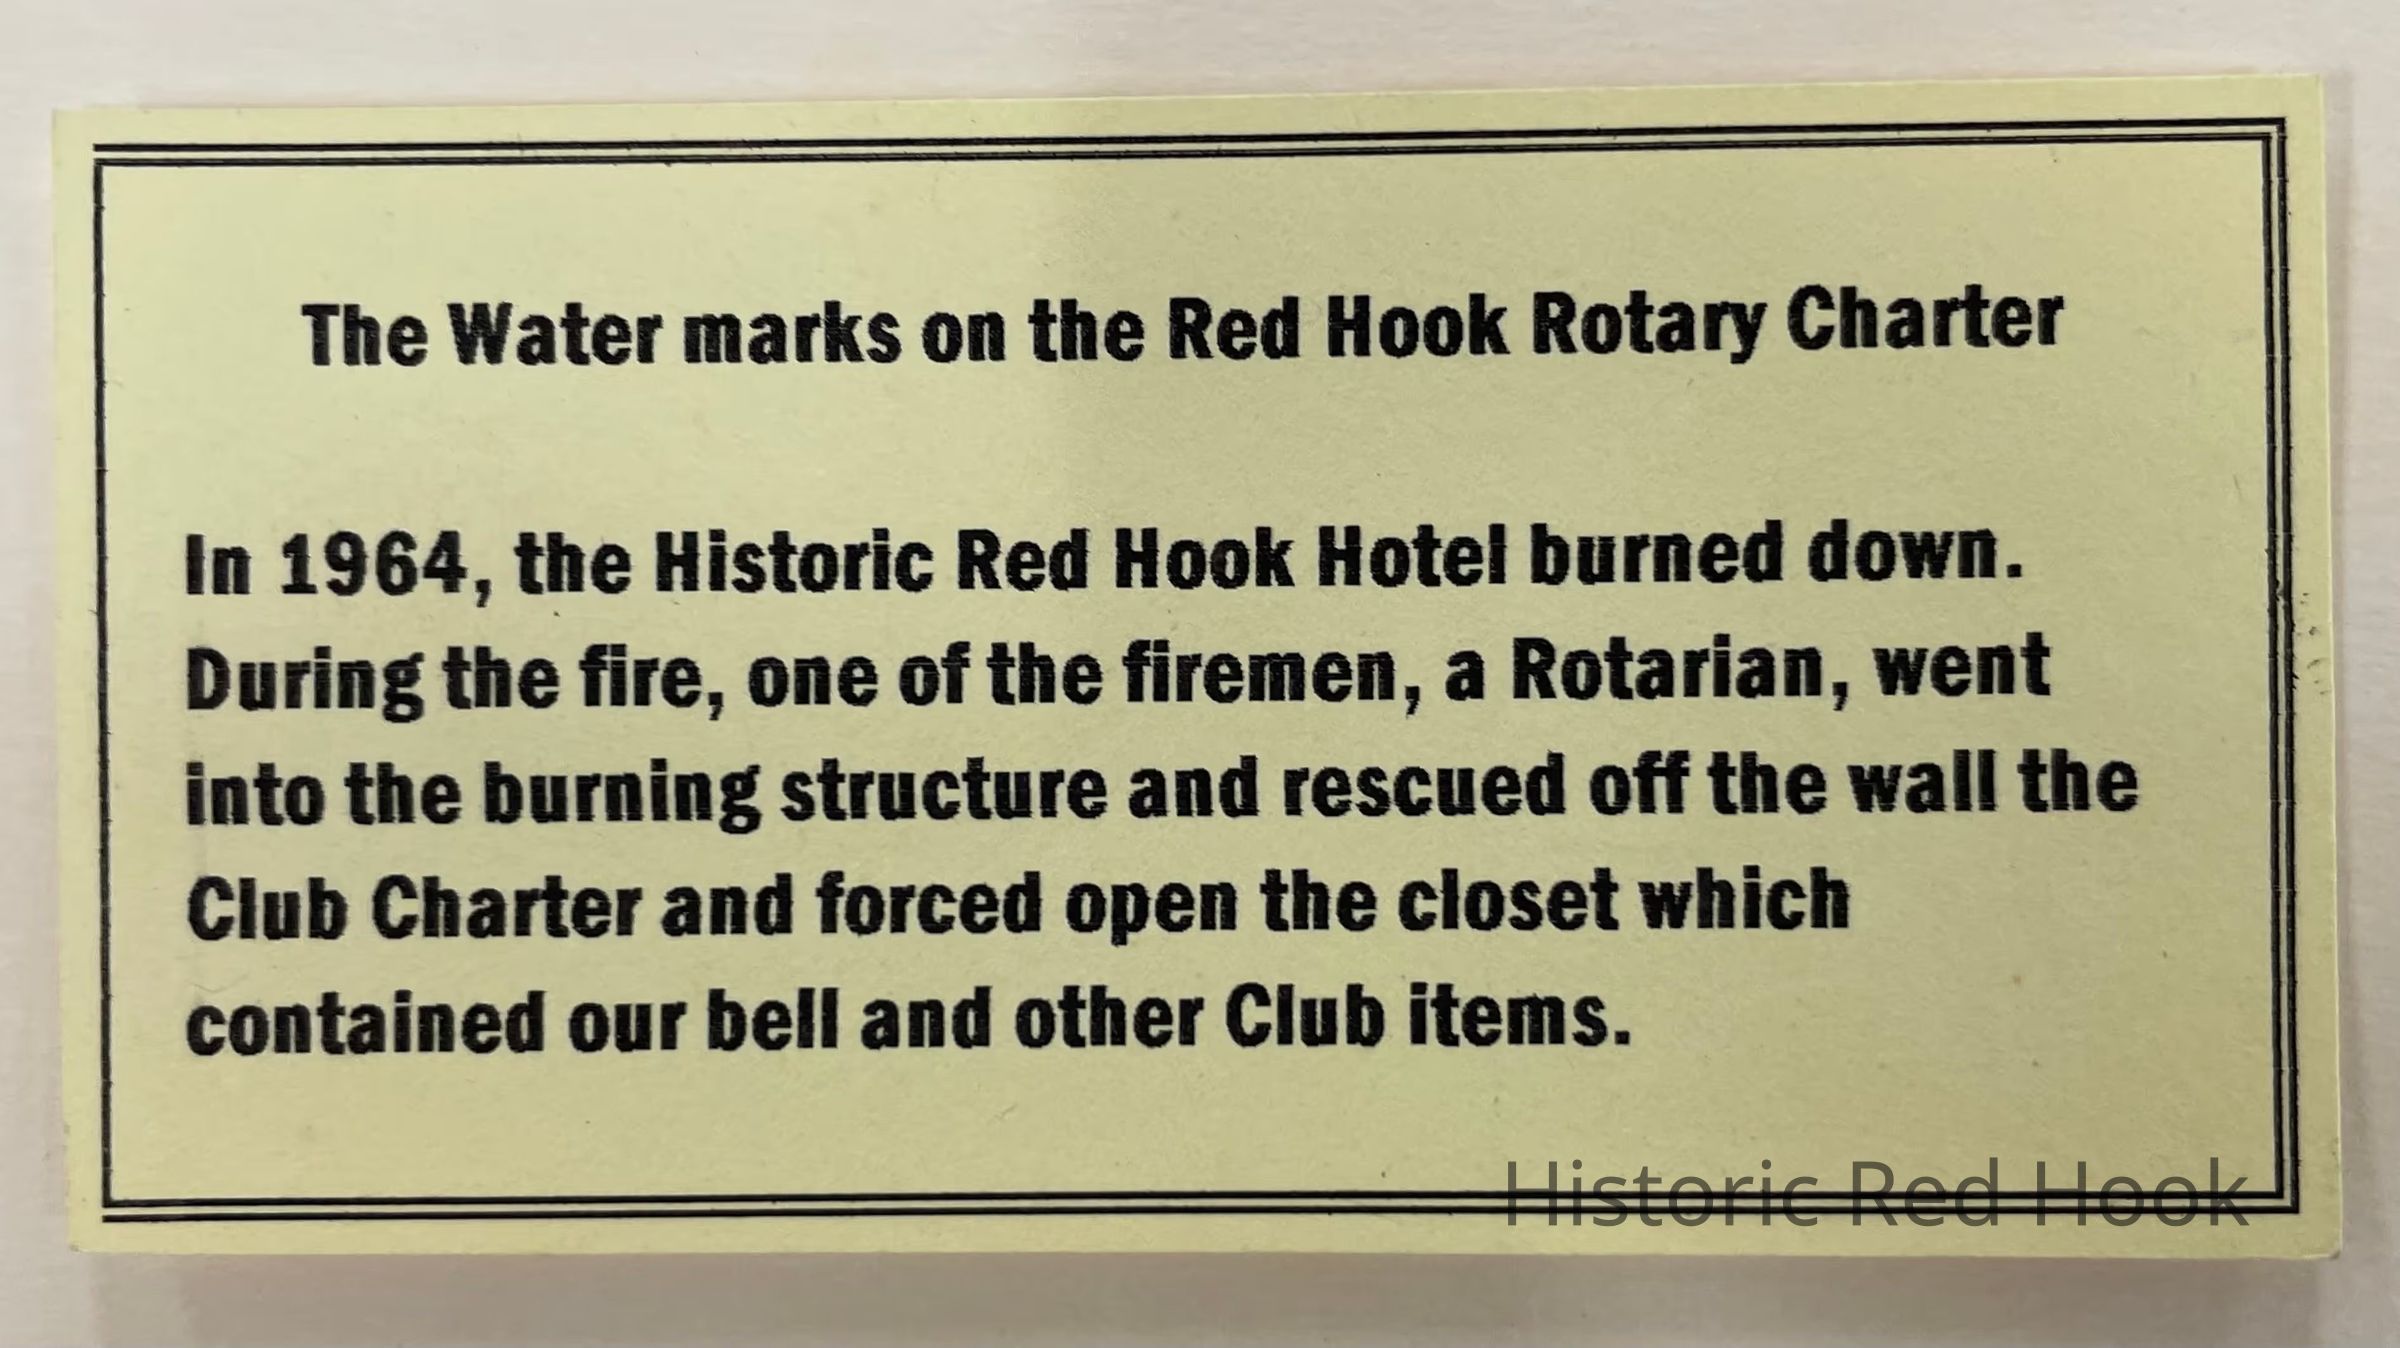 The Water marks on the Red Hook Rotary Charter
In 1964, the Historic Red Hook Hotel burned down.
During the fire, one of the firemen, a Rotarian, went
into the burning structure and rescued off the wall the
Club Charter and forced open the closet which
contained our bell and other Club items.
Historic Red Hook